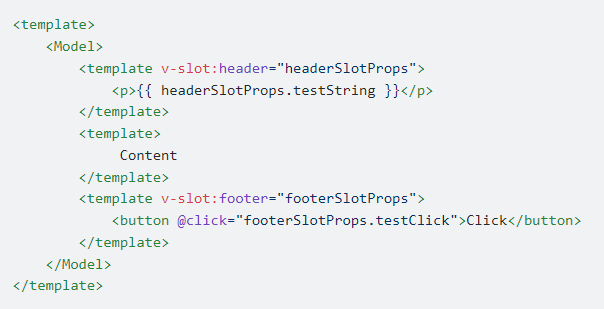 <template>
    <Model>
        <template v-slot:header="headerSlotProps">
            <p>{{ headerSlotProps.testString }}</p>
        </template>
        <template>
             Content
        </template>
        <template v-slot:footer="footerSlotProps">
            <button @click="footerSlotProps.testClick">Click</button>
        </template>
    </Model>
</template>